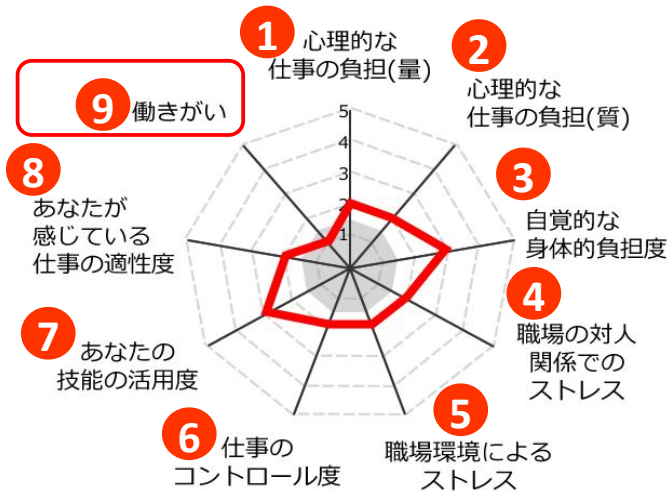 1
心理的な
仕事の負担(量)
2
心理的な
仕事の負担(質)
3
自覚的な
身体的負担度
4
職場の対人
関係での
ストレス
5
職場環境による
ストレス
6
仕事の
コントロール度
7
あなたの
技能の活用度
8
あなたが
感じている
仕事の適性度
9 働きがい
5
4
3
2
1